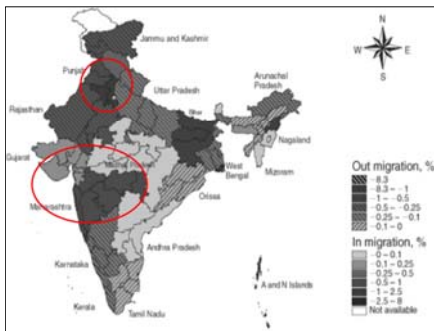 N
W E
S
Jammu and Kashmir
Punjab
Arunachal
Pradesh
Uttar Pradesh
Rajasthan
Bihar
Nagaland
Gujarat
West
Bengal
Mizoram
Orissa
Maharashtra
Andhra Pradesh
Karnataka
A and N Islands
Kerala
Tamil Nadu
Out migration, %
-8.3
-8.3 – -1
-1 – -0.5
-0.5 – -0.25
-0.25 – -0.1
-0.1 – 0
In migration, %
0 – 0.1
0.1 – 0.25
0.25 – 0.5
0.5 – 1
1 – 2.5
2.5 – 8
Not available